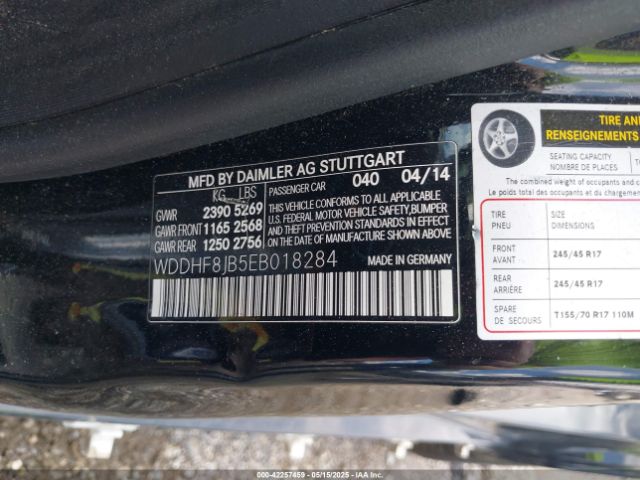 MFD BY DAIMLER AG STUTTGART
KG LBS PASSENGER CAR 040 04/14
GVWR 2390 5269
GAWR FRONT 1165 2568
GAWR REAR 1250 2756
THIS VEHICLE CONFORMS TO ALL APPLICABLE
U.S. FEDERAL MOTOR VEHICLE SAFETY, BUMPER
AND THEFT PREVENTION STANDARDS IN EFFECT
ON THE DATE OF MANUFACTURE SHOWN ABOVE.
WDDHF8JB5EB018284 MADE IN GERMANY
TIRE AN
RENSEIGNEMENTS
SEATING CAPACITY
NOMBRE DE PLACES
The combined weight of occupants and c
Le poids total des occupants et du c
TIRE SIZE
PNEU DIMENSIONS
FRONT
AVANT 245/45 R17
REAR
ARRIÈRE 245/45 R17
SPARE
DE SECOURS T155/70 R17 110M
000-42257459 05/15/2025 IAA Inc.